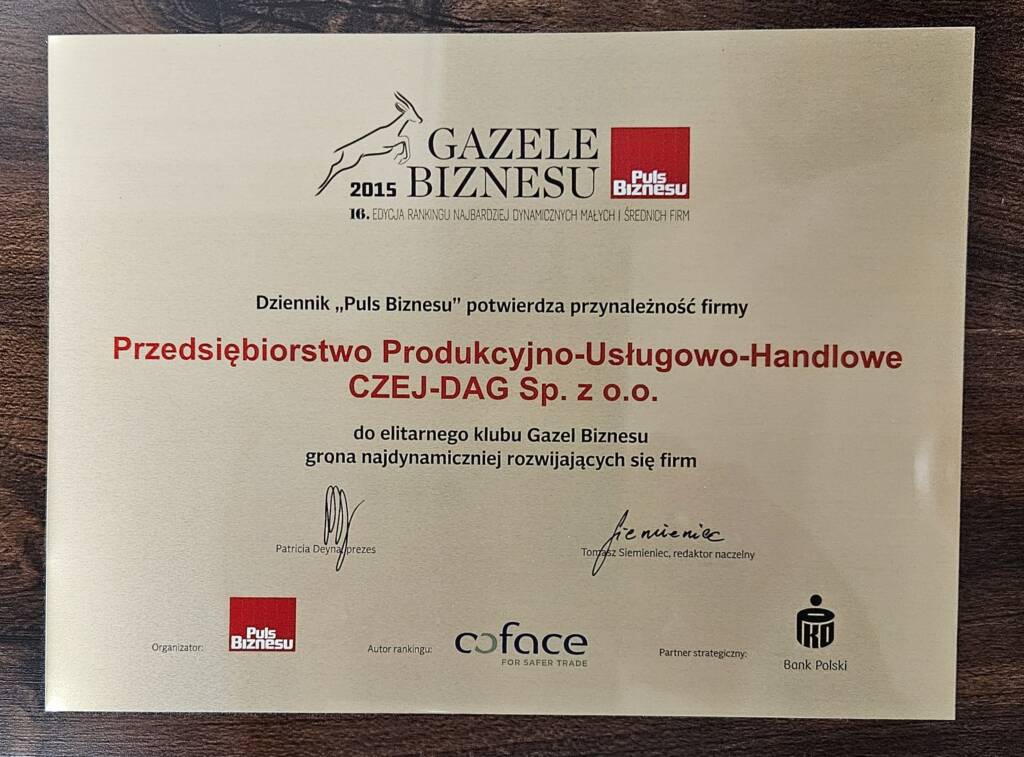 GAZELE
2015 BIZNESU
Puls
Biznesu
16. EDYCJA RANKINGU NAJBARDZIEJ DYNAMICZNYCH MAŁYCH I ŚREDNICH FIRM
Dziennik „Puls Biznesu” potwierdza przynależność firmy
Przedsiębiorstwo Produkcyjno-Usługowo-Handlowe
CZEJ-DAG Sp. z o.o.
do elitarnego klubu Gazel Biznesu
grona najdynamiczniej rozwijających się firm
Siemieniec
Patricia Deyna, prezes
Tomasz Siemieniec, redaktor naczelny
Organizator:
Puls
Biznesu
Autor rankingu:
coface
FOR SAFER TRADE
Partner strategiczny:
PKO
Bank Polski